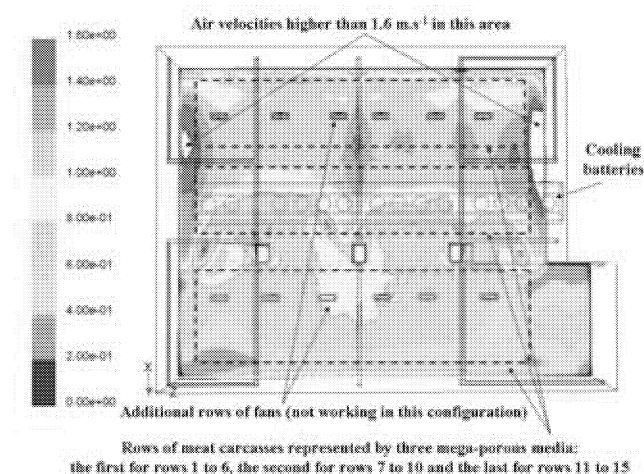 Air velocities higher than 1.6 m.s⁻¹ in this area
1.60e+00
1.40e+00
1.20e+00
1.00e+00
8.00e-01
6.00e-01
4.00e-01
2.00e-01
0.00e+00
Cooling
batteries
X
Z
Additional rows of fans (not working in this configuration)
Rows of meat carcasses represented by three mega-porous media:
the first for rows 1 to 6, the second for rows 7 to 10 and the last for rows 11 to 15